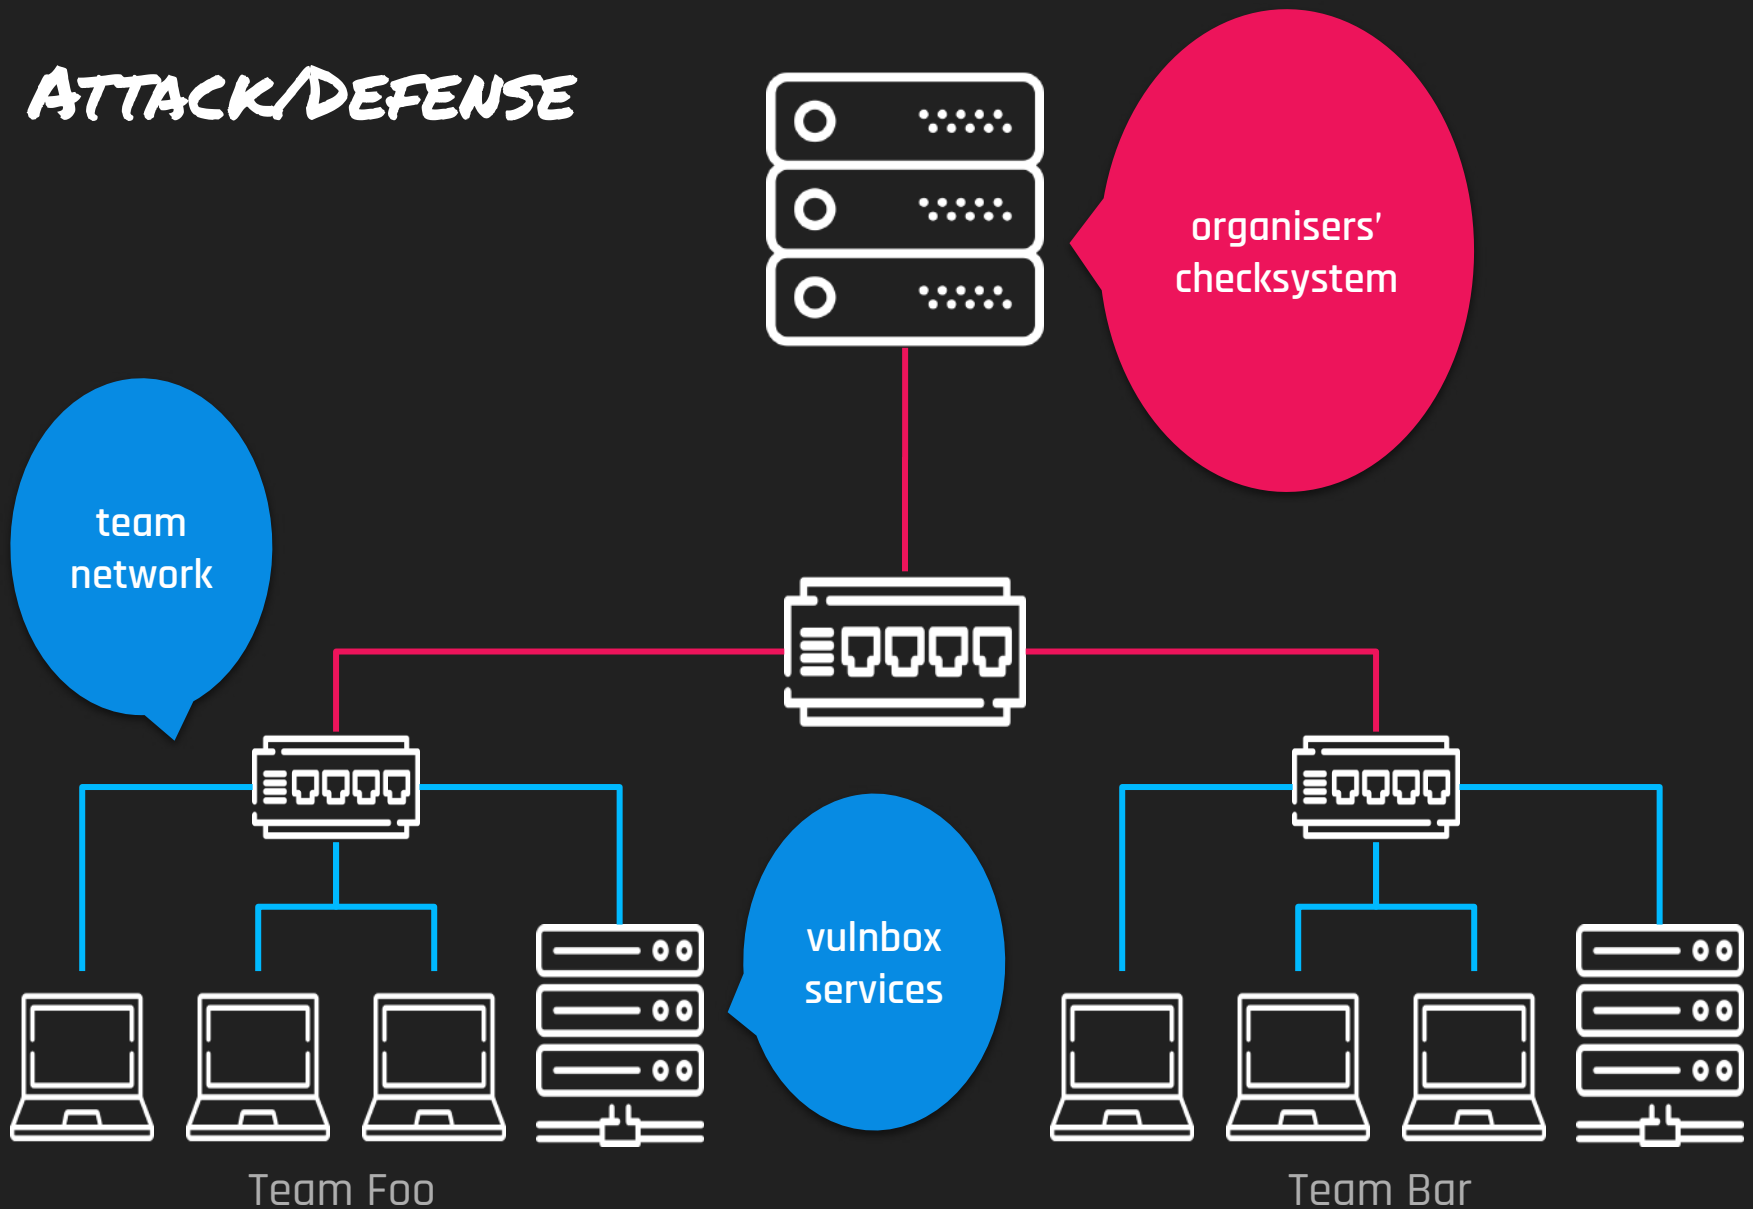 ATTACK/DEFENSE
organisers’
checksystem
team
network
vulnbox
services
Team Foo
Team Bar